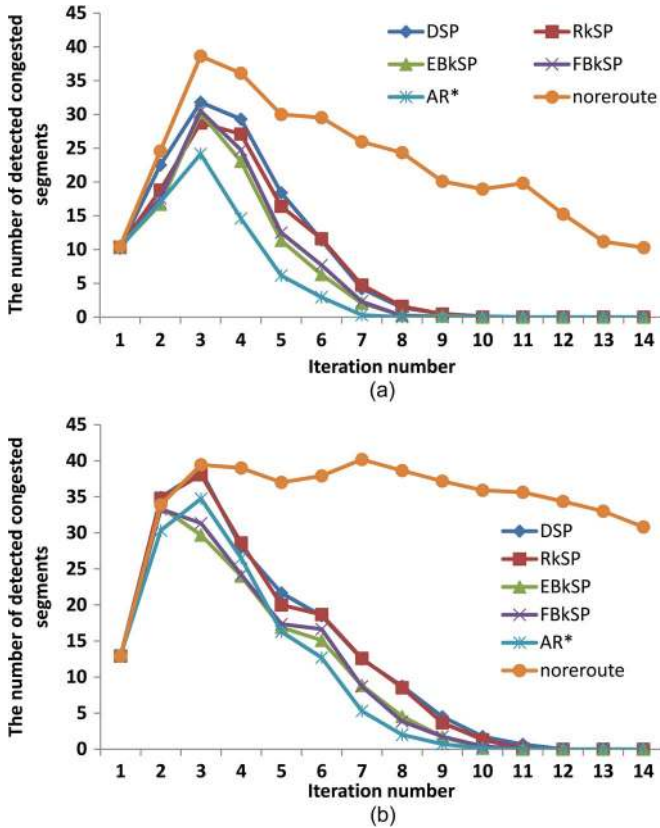 The number of detected congested
segments
45
40
35
30
25
20
15
10
5
0
DSP RkSP
EBkSP FBkSP
AR* noreroute
1 2 3 4 5 6 7 8 9 10 11 12 13 14
Iteration number
(a)
The number of detected congested
segments
45
40
35
30
25
20
15
10
5
0
DSP
RkSP
EBkSP
FBkSP
AR*
noreroute
1 2 3 4 5 6 7 8 9 10 11 12 13 14
Iteration number
(b)